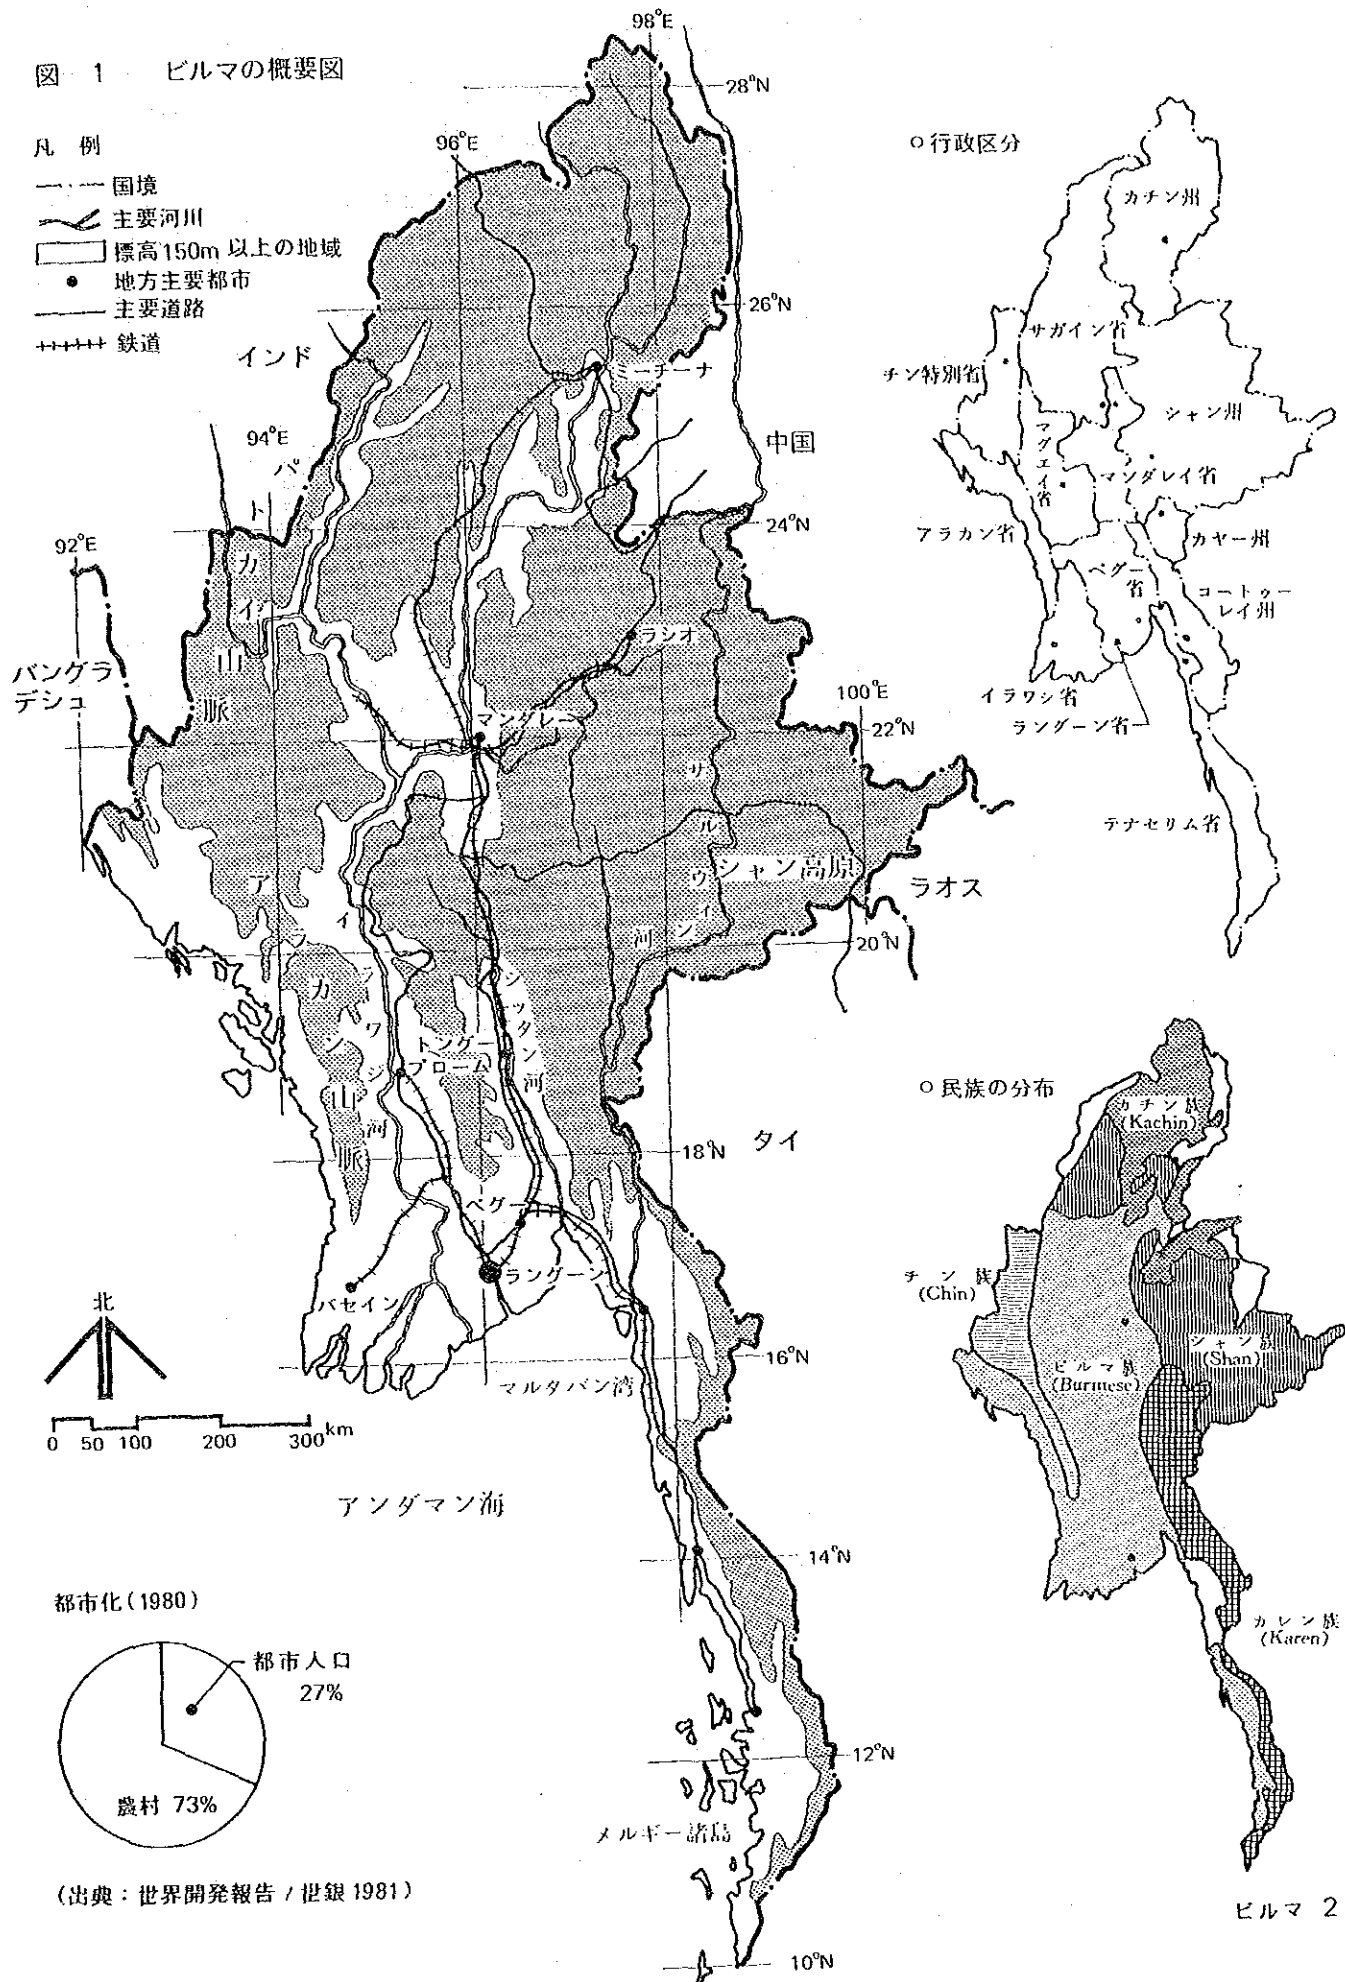 図 1 ビルマの概要図
凡 例
国境
主要河川
標高150m 以上の地域
地方主要都市
主要道路
鉄道
98°E
28°N
96°E
26°N
インド
ミーチーナ
94°E
中国
パトカイ山脈
24°N
92°E
ラシオ
バングラ
デシュ
100°E
マンダレー
22°N
サルウィン河
シャン高原
ラオス
20°N
アラカン山脈
イラワジ河
シッタン河
トングー
プローム
18°N
タイ
ペグー
ラングーン
バセイン
北
16°N
マルタバン湾
0 50 100 200 300km
アンダマン海
14°N
都市化(1980)
都市人口
27%
農村 73%
12°N
メルギー諸島
(出典：世界開発報告 / 世銀 1981)
10°N
○ 行政区分
カチン州
サガイン省
チン特別省
シャン州
マグエイ省
マンダレイ省
アラカン省
カヤー州
ペグー
省
コートゥー
レイ州
イラワジ省
ラングーン省
テナセリム省
○ 民族の分布
カチン族
(Kachin)
チン族
(Chin)
シャン族
(Shan)
ビルマ族
(Burmese)
カレン族
(Karen)
ビルマ 2